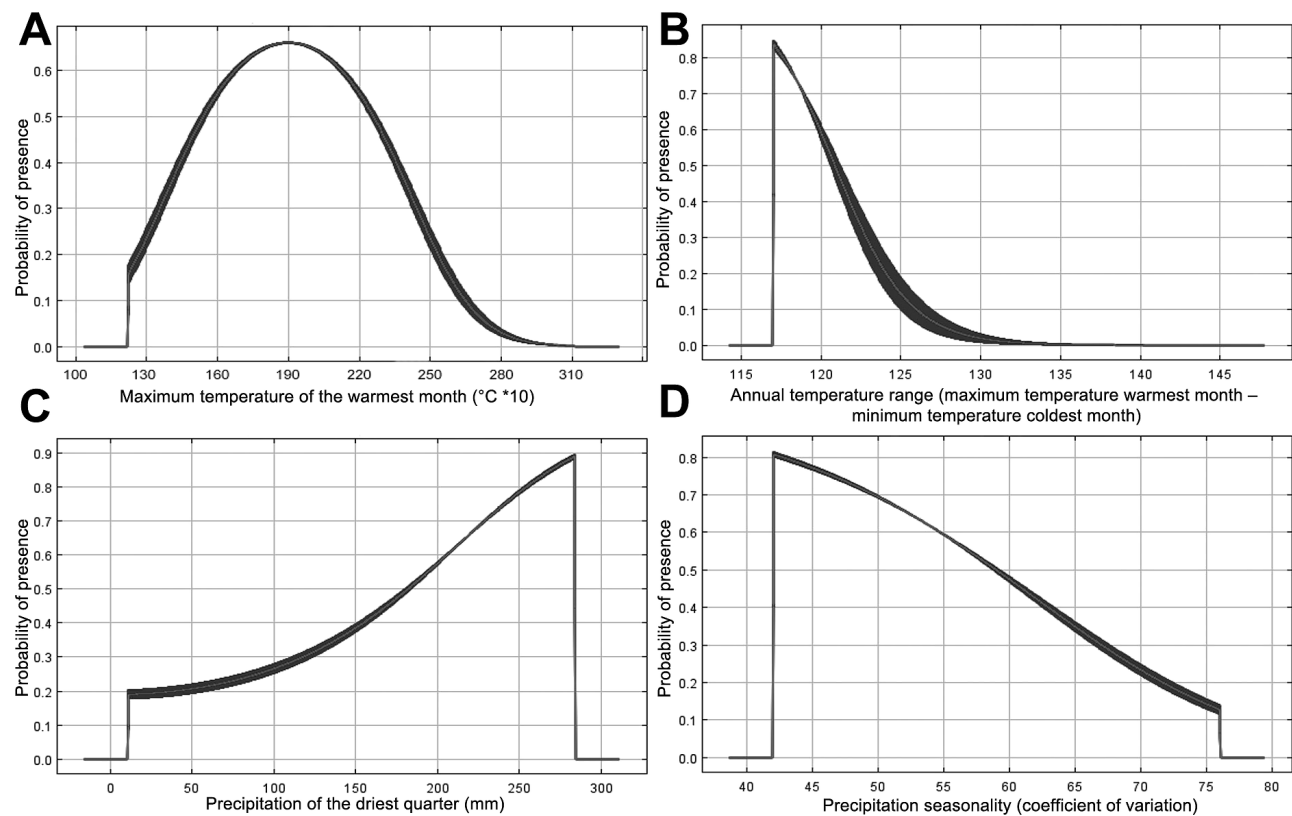 A
Probability of presence
0.6
0.5
0.4
0.3
0.2
0.1
0.0
100 130 160 190 220 250 280 310
Maximum temperature of the warmest month (°C *10)
B
Probability of presence
0.8
0.7
0.6
0.5
0.4
0.3
0.2
0.1
0.0
115 120 125 130 135 140 145
Annual temperature range (maximum temperature warmest month –
minimum temperature coldest month)
C
Probability of presence
0.9
0.8
0.7
0.6
0.5
0.4
0.3
0.2
0.1
0.0
0 50 100 150 200 250 300
Precipitation of the driest quarter (mm)
D
Probability of presence
0.8
0.7
0.6
0.5
0.4
0.3
0.2
0.1
0.0
40 45 50 55 60 65 70 75 80
Precipitation seasonality (coefficient of variation)